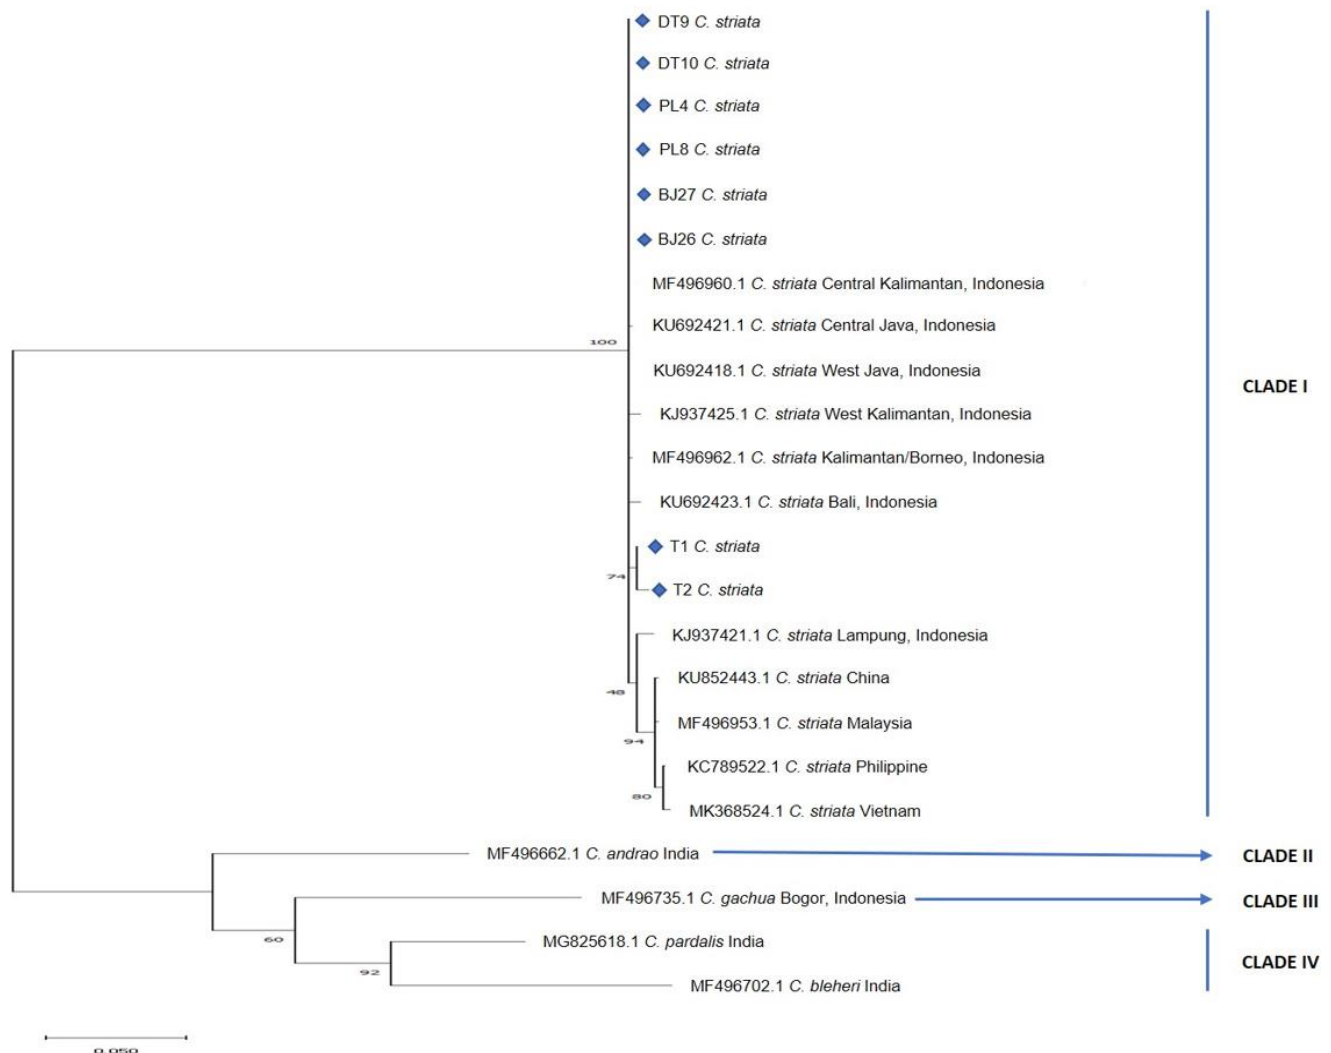 DT9 C. striata
DT10 C. striata
PL4 C. striata
PL8 C. striata
BJ27 C. striata
BJ26 C. striata
MF496960.1 C. striata Central Kalimantan, Indonesia
KU692421.1 C. striata Central Java, Indonesia
100
KU692418.1 C. striata West Java, Indonesia
CLADE I
KJ937425.1 C. striata West Kalimantan, Indonesia
MF496962.1 C. striata Kalimantan/Borneo, Indonesia
KU692423.1 C. striata Bali, Indonesia
T1 C. striata
74
T2 C. striata
KJ937421.1 C. striata Lampung, Indonesia
KU852443.1 C. striata China
48
MF496953.1 C. striata Malaysia
94
KC789522.1 C. striata Philippine
80
MK368524.1 C. striata Vietnam
MF496662.1 C. andrao India
CLADE II
MF496735.1 C. gachua Bogor, Indonesia
CLADE III
60
MG825618.1 C. pardalis India
CLADE IV
92
MF496702.1 C. bleheri India
0.050